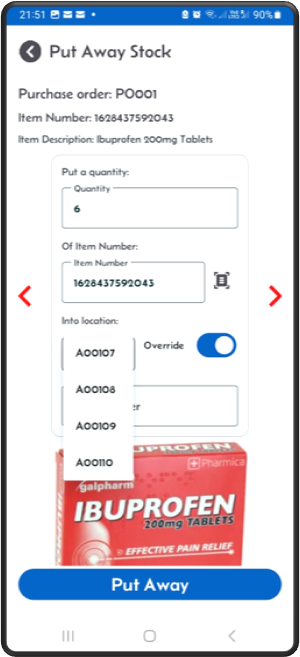 21:51 90%
Put Away Stock
Purchase order: PO001
Item Number: 1628437592043
Item Description: Ibuprofen 200mg Tablets
Put a quantity:
Quantity
6
Of Item Number:
Item Number
1628437592043
Into location:
A00107 Override
A00108
A00109
A00110
IBUPROFEN
Pharmica
galpharm
IBUPROFEN
200mg TABLETS
EFFECTIVE PAIN RELIEF
Put Away